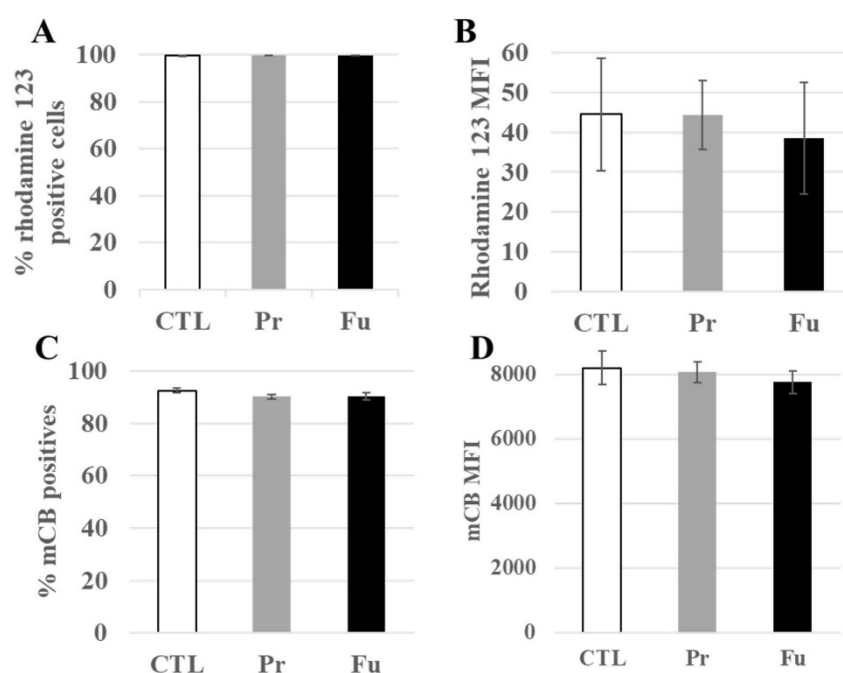 A
% rhodamine 123
positive cells
100
80
60
40
20
0
CTL Pr Fu
B
Rhodamine 123 MFI
60
50
40
30
20
10
0
CTL Pr Fu
C
% mCB positives
100
80
60
40
20
0
CTL Pr Fu
D
mCB MFI
8000
6000
4000
2000
0
CTL Pr Fu